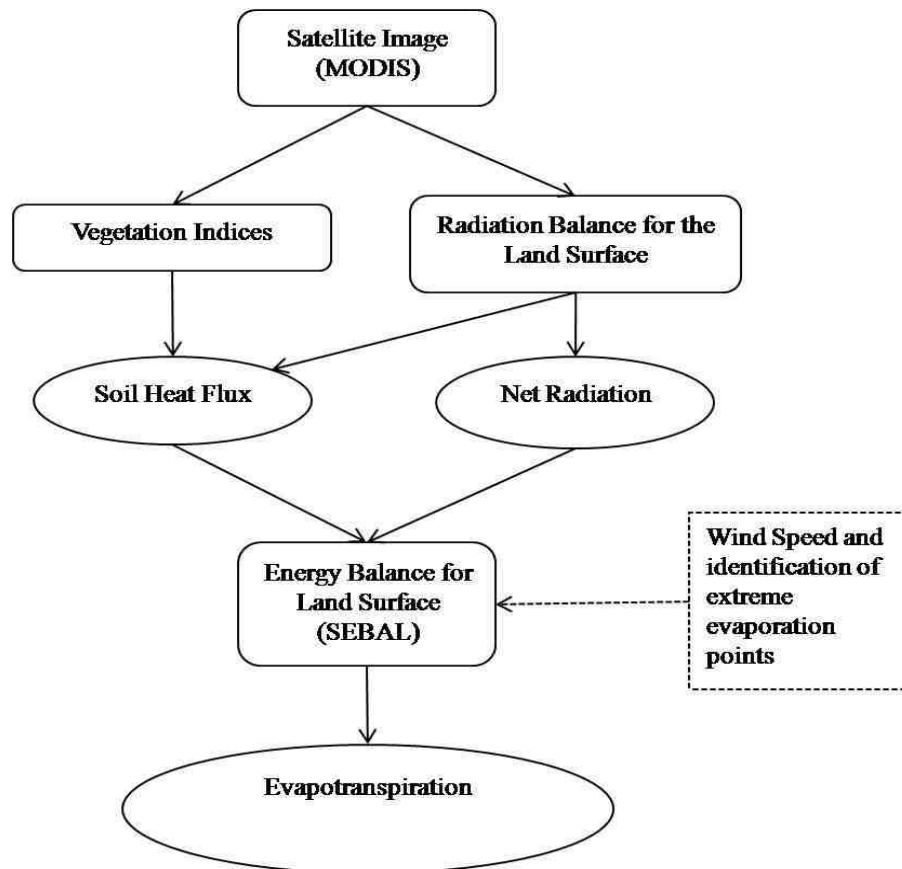 Satellite Image
(MODIS)
Vegetation Indices
Radiation Balance for the
Land Surface
Soil Heat Flux
Net Radiation
Energy Balance for
Land Surface
(SEBAL)
Wind Speed and
identification of
extreme
evaporation
points
Evapotranspiration